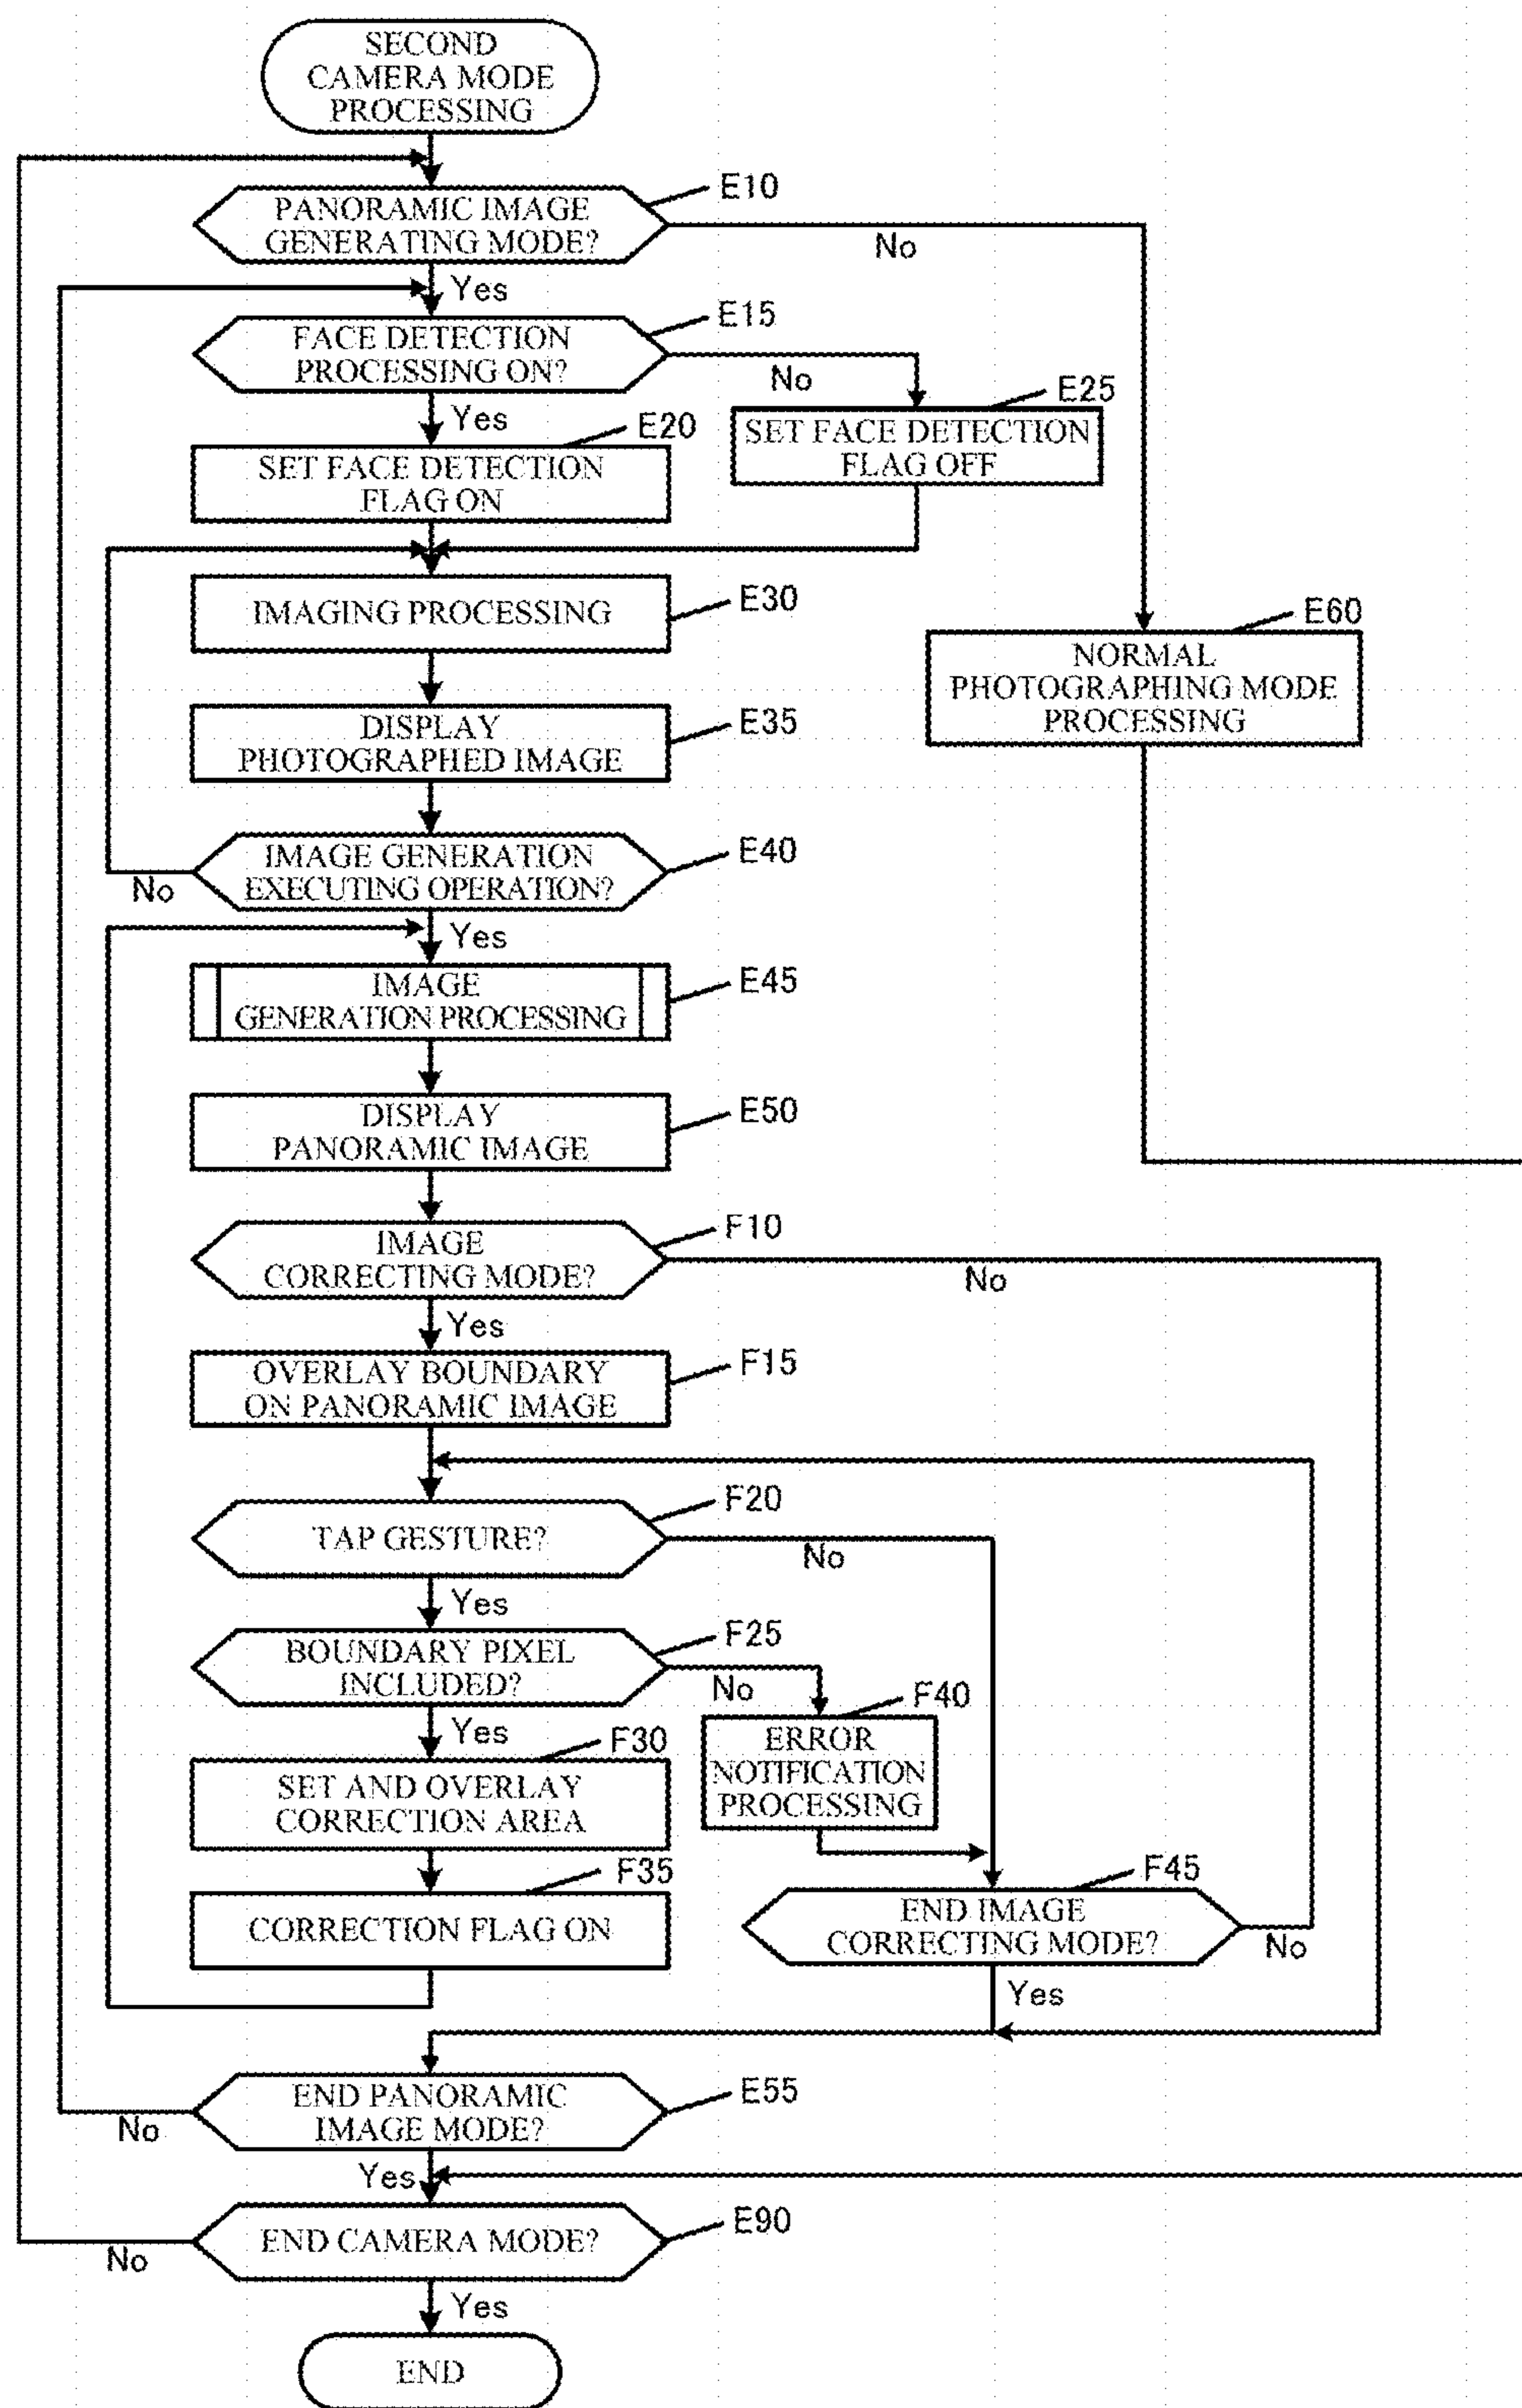 SECOND
CAMERA MODE
PROCESSING
E10
PANORAMIC IMAGE
GENERATING MODE?
No
Yes
E15
FACE DETECTION
PROCESSING ON?
No
Yes
E25
SET FACE DETECTION
FLAG OFF
E20
SET FACE DETECTION
FLAG ON
E30
IMAGING PROCESSING
E60
NORMAL
PHOTOGRAPHING MODE
PROCESSING
E35
DISPLAY
PHOTOGRAPHED IMAGE
E40
IMAGE GENERATION
EXECUTING OPERATION?
No
Yes
E45
IMAGE
GENERATION PROCESSING
E50
DISPLAY
PANORAMIC IMAGE
F10
IMAGE
CORRECTING MODE?
No
Yes
F15
OVERLAY BOUNDARY
ON PANORAMIC IMAGE
F20
TAP GESTURE?
No
Yes
F25
BOUNDARY PIXEL
INCLUDED?
No
Yes
F40
ERROR
NOTIFICATION
PROCESSING
F30
SET AND OVERLAY
CORRECTION AREA
F35
CORRECTION FLAG ON
F45
END IMAGE
CORRECTING MODE?
No
Yes
E55
END PANORAMIC
IMAGE MODE?
No
Yes
E90
END CAMERA MODE?
No
Yes
END